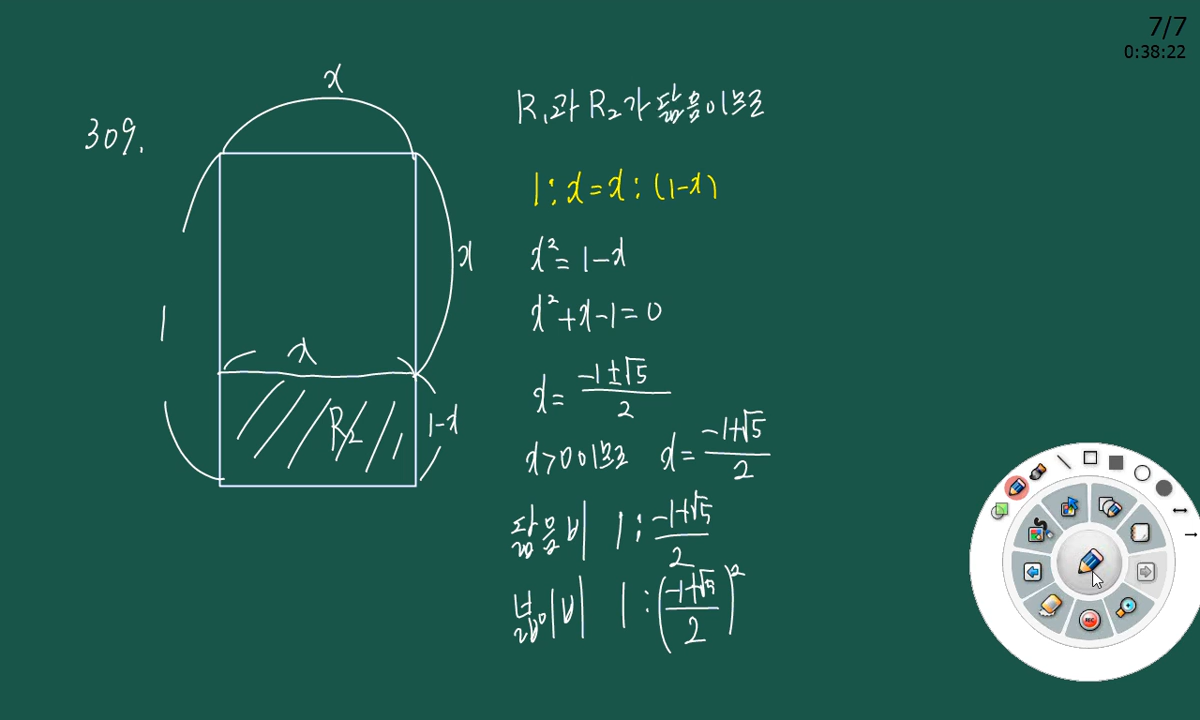 7/7
0:38:22
309.
x
x
1
x
R₂
1-x
R₁과 R₂가 닮음이므로
1:x=x:(1-x)
x²=1-x
x²+x-1=0
x=(-1±√5)/2
x>0이므로 x=(-1+√5)/2
닮음비 1:(-1+√5)/2
넓이비 1:((-1+√5)/2)²
REC